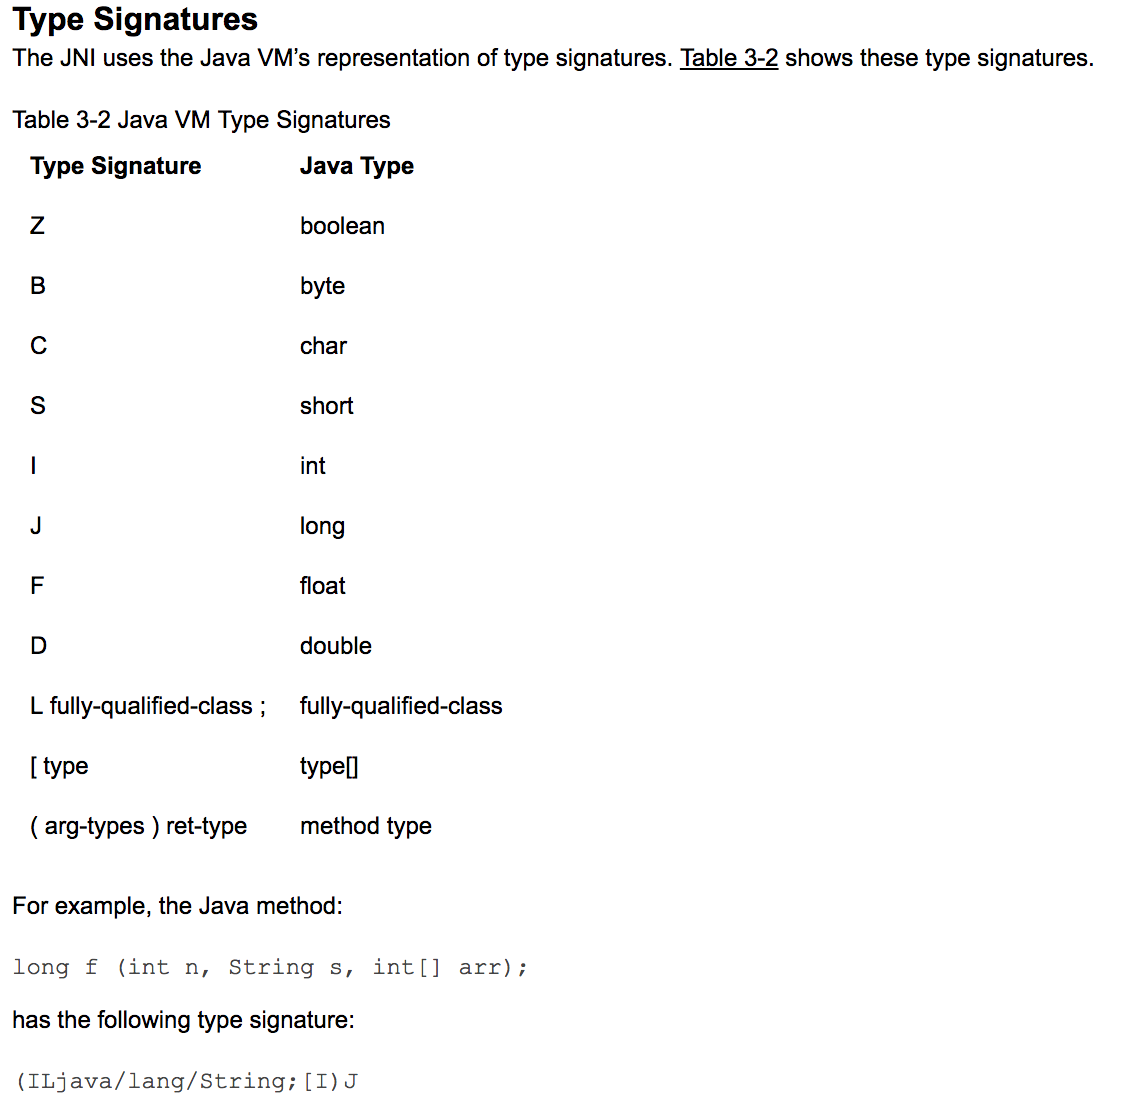 Type Signatures
The JNI uses the Java VM’s representation of type signatures. Table 3-2 shows these type signatures.
Table 3-2 Java VM Type Signatures
Type Signature Java Type
Z boolean
B byte
C char
S short
I int
J long
F float
D double
L fully-qualified-class ; fully-qualified-class
[ type type[]
( arg-types ) ret-type method type
For example, the Java method:
long f (int n, String s, int[] arr);
has the following type signature:
(ILjava/lang/String;[I)J